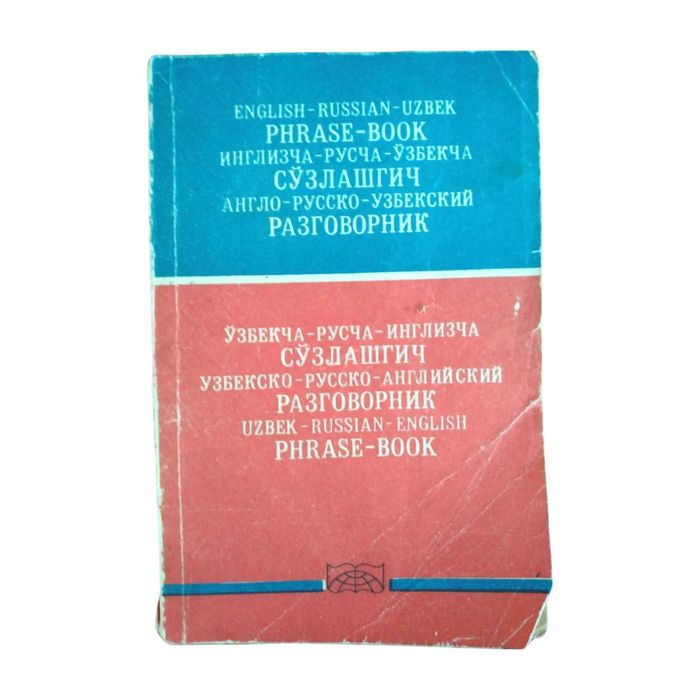 ENGLISH-RUSSIAN-UZBEK
PHRASE-BOOK
ИНГЛИЗЧА-РУСЧА-ЎЗБЕКЧА
СЎЗЛАШГИЧ
АНГЛО-РУССКО-УЗБЕКСКИЙ
РАЗГОВОРНИК
ЎЗБЕКЧА-РУСЧА-ИНГЛИЗЧА
СЎЗЛАШГИЧ
УЗБЕКСКО-РУССКО-АНГЛИЙСКИЙ
РАЗГОВОРНИК
UZBEK-RUSSIAN-ENGLISH
PHRASE-BOOK